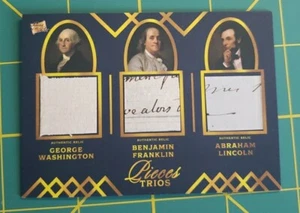 AUTHENTIC RELIC
GEORGE
WASHINGTON
AUTHENTIC RELIC
BENJAMIN
FRANKLIN
AUTHENTIC RELIC
ABRAHAM
LINCOLN
Pieces
TRIOS